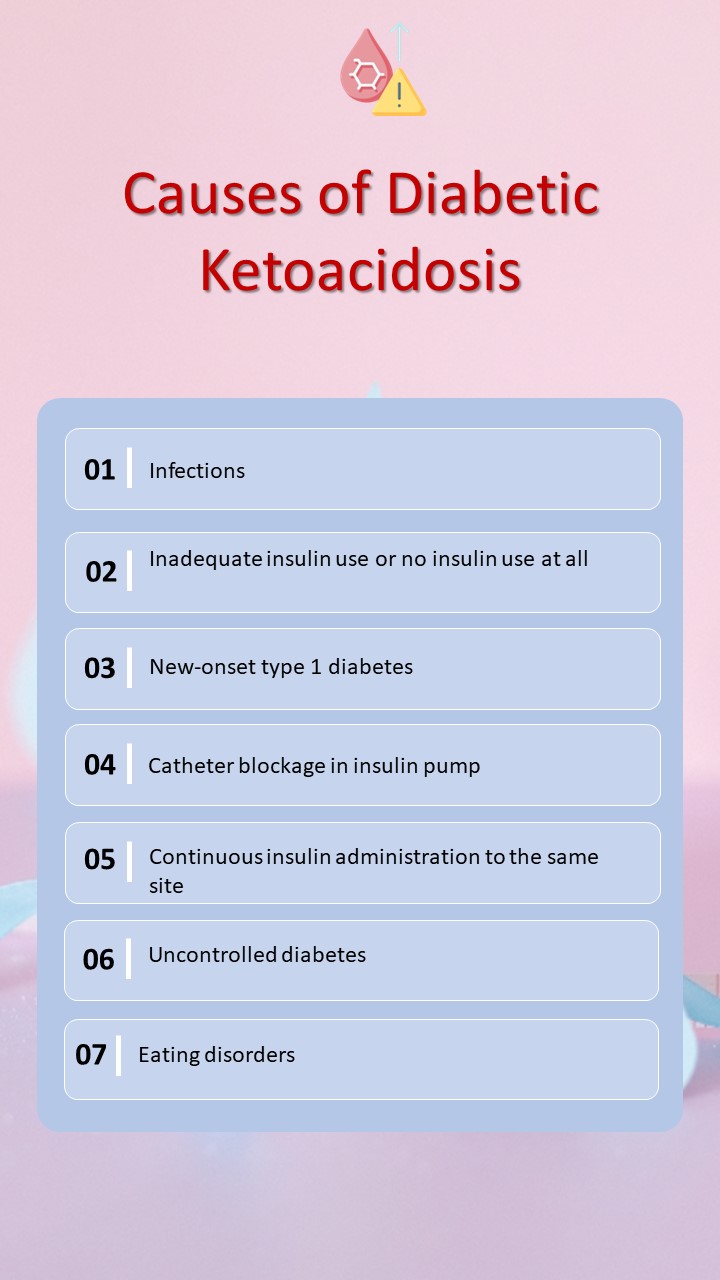 Causes of Diabetic
Ketoacidosis
01 Infections
02 Inadequate insulin use or no insulin use at all
03 New-onset type 1 diabetes
04 Catheter blockage in insulin pump
05 Continuous insulin administration to the same
site
06 Uncontrolled diabetes
07 Eating disorders